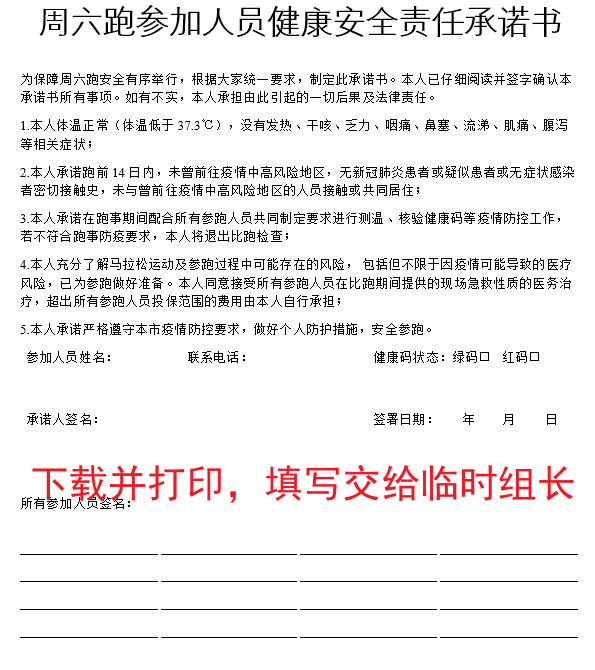 周六跑参加人员健康安全责任承诺书
为保障周六跑安全有序举行，根据大家统一要求，制定此承诺书。本人已仔细阅读并签字确认本
承诺书所有事项。如有不实，本人承担由此引起的一切后果及法律责任。
1.本人体温正常（体温低于 37.3℃），没有发热、干咳、乏力、咽痛、鼻塞、流涕、肌痛、腹泻
等相关症状；
2.本人承诺跑前 14 日内，未曾前往疫情中高风险地区，无新冠肺炎患者或疑似患者或无症状感染
者密切接触史，未与曾前往疫情中高风险地区的人员接触或共同居住；
3.本人承诺在跑事期间配合所有参跑人员共同制定要求进行测温、核验健康码等疫情防控工作，
若不符合跑事防疫要求，本人将退出比跑检查；
4.本人充分了解马拉松运动及参跑过程中可能存在的风险， 包括但不限于因疫情可能导致的医疗
风险，已为参跑做好准备。本人同意接受所有参跑人员在比跑期间提供的现场急救性质的医务治
疗，超出所有参跑人员投保范围的费用由本人自行承担；
5.本人承诺严格遵守本市疫情防控要求，做好个人防护措施，安全参跑。
参加人员姓名： 联系电话： 健康码状态：绿码□ 红码□
承诺人签名： 签署日期： 年 月 日
下载并打印，填写交给临时组长
所有参加人员签名：